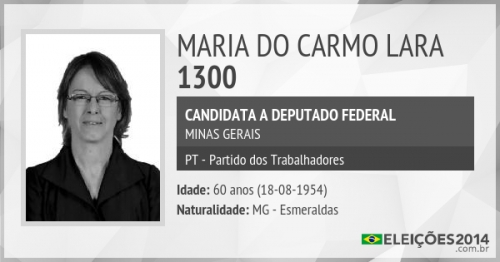 MARIA DO CARMO LARA
1300
CANDIDATA A DEPUTADO FEDERAL
MINAS GERAIS
PT - Partido dos Trabalhadores
Idade: 60 anos (18-08-1954)
Naturalidade: MG - Esmeraldas
ELEIÇÕES2014
.com.br